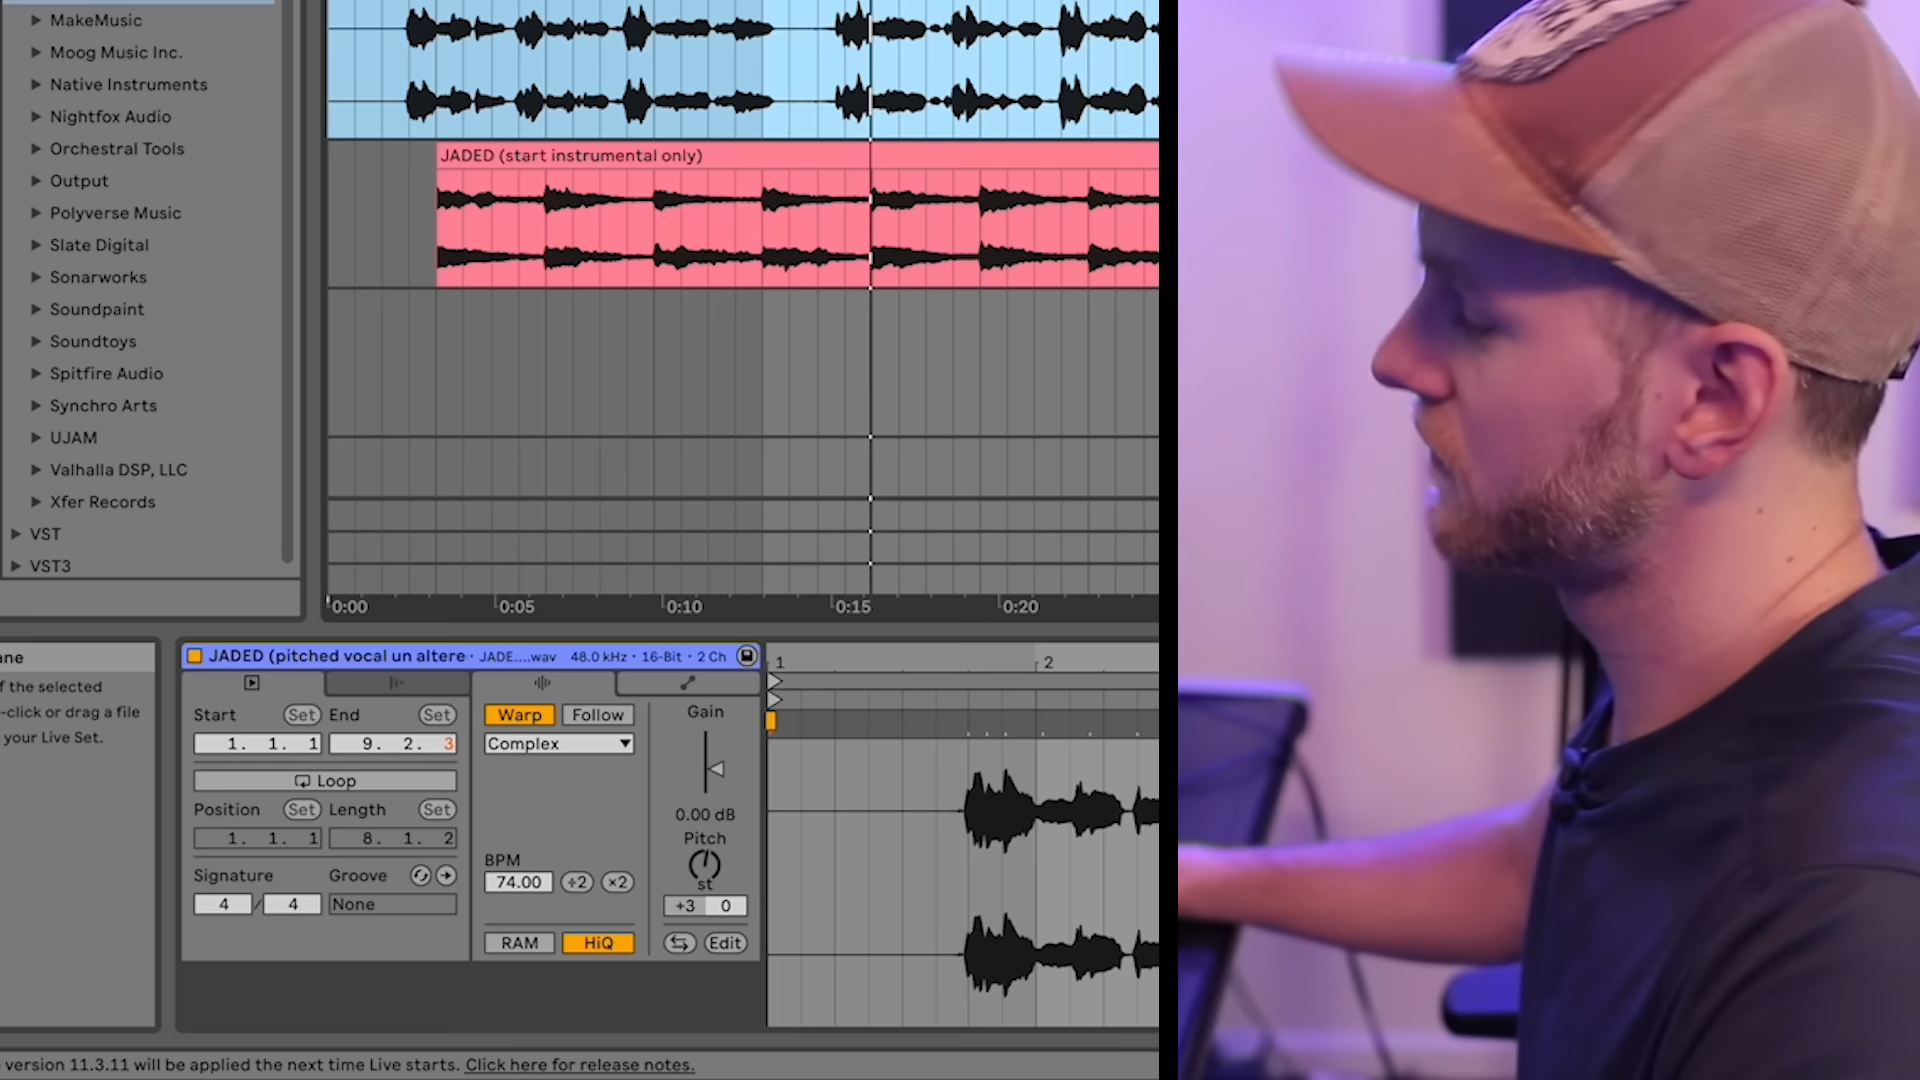 MakeMusic
Moog Music Inc.
Native Instruments
Nightfox Audio
Orchestral Tools
Output
Polyverse Music
Slate Digital
Sonarworks
Soundpaint
Soundtoys
Spitfire Audio
Synchro Arts
UJAM
Valhalla DSP, LLC
Xfer Records
VST
VST3
JADED (start instrumental only)
0:00 0:05 0:10 0:15 0:20
ane
f the selected
-click or drag a file
your Live Set.
JADED (pitched vocal un altere · JADE....wav 48.0 kHz · 16-Bit · 2 Ch
Start Set End Set
1. 1. 1 9. 2. 3
Loop
Position Set Length Set
1. 1. 1 8. 1. 2
Signature Groove
4 / 4 None
Warp Follow
Complex
BPM
74.00 ÷2 ×2
RAM HiQ
Gain
0.00 dB
Pitch
st
+3 0
Edit
1 2
version 11.3.11 will be applied the next time Live starts. Click here for release notes.